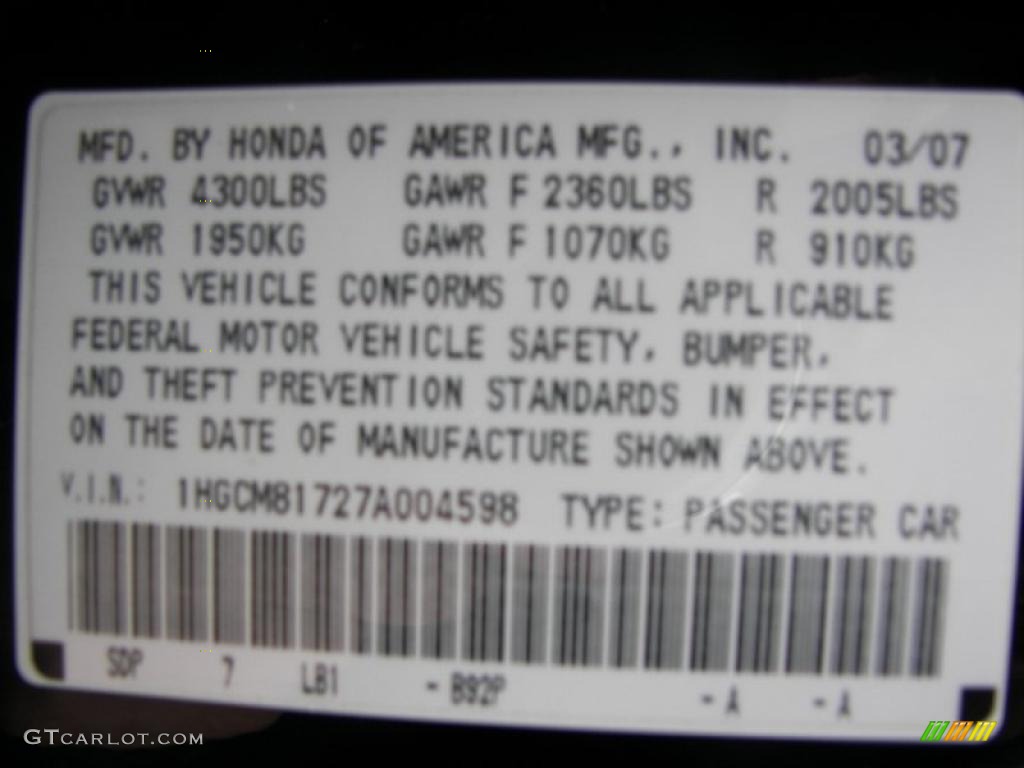 MFD. BY HONDA OF AMERICA MFG., INC. 03/07
GVWR 4300LBS GAWR F 2360LBS R 2005LBS
GVWR 1950KG GAWR F 1070KG R 910KG
THIS VEHICLE CONFORMS TO ALL APPLICABLE
FEDERAL MOTOR VEHICLE SAFETY, BUMPER,
AND THEFT PREVENTION STANDARDS IN EFFECT
ON THE DATE OF MANUFACTURE SHOWN ABOVE.
V.I.N.: 1HGCM81727A004598 TYPE: PASSENGER CAR
SDP 7 LB1 - B92P - A - A
GTCARLOT.COM